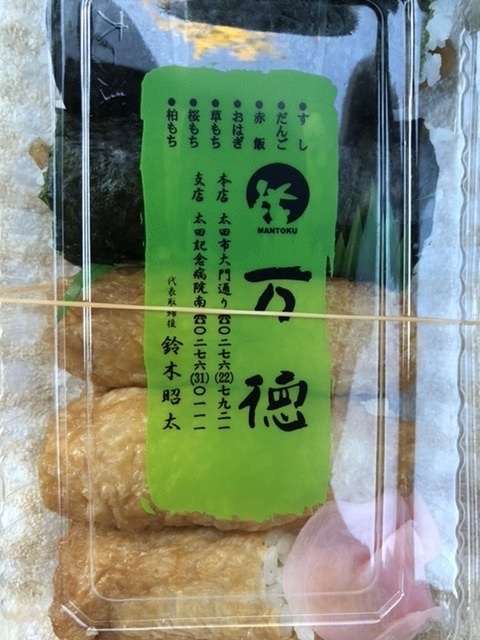 ●すし
●だんご
●赤飯
●おはぎ
●草もち
●桜もち
●柏もち
MANTOKU
万徳
本店 太田市大門通り☎〇二七六(22)七九二一
支店 太田記念病院南☎〇二七六(31)〇一一一
代表取締役 鈴木昭太